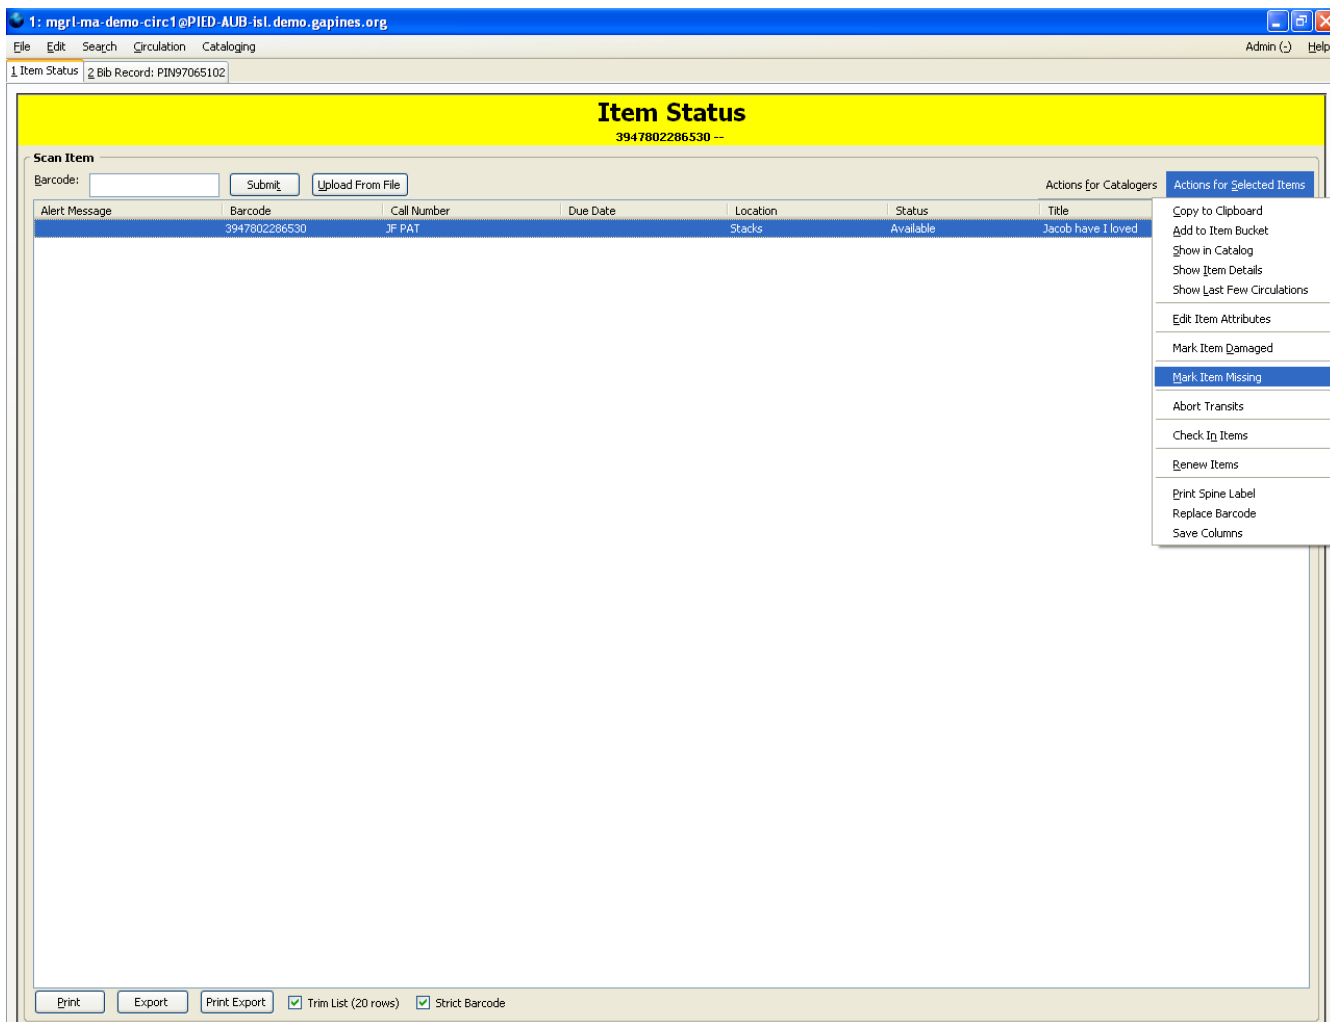 1: mgrl-ma-demo-circ1@PIED-AUB-isl.demo.gapines.org
File Edit Search Circulation Cataloging Admin (-) Help
1 Item Status 2 Bib Record: PIN97065102
Item Status
3947802286530 --
Scan Item
Barcode: Submit Upload From File Actions for Catalogers Actions for Selected Items
Alert Message Barcode Call Number Due Date Location Status Title
3947802286530 JF PAT Stacks Available Jacob have I loved
Copy to Clipboard
Add to Item Bucket
Show in Catalog
Show Item Details
Show Last Few Circulations
Edit Item Attributes
Mark Item Damaged
Mark Item Missing
Abort Transits
Check In Items
Renew Items
Print Spine Label
Replace Barcode
Save Columns
Print Export Print Export Trim List (20 rows) Strict Barcode